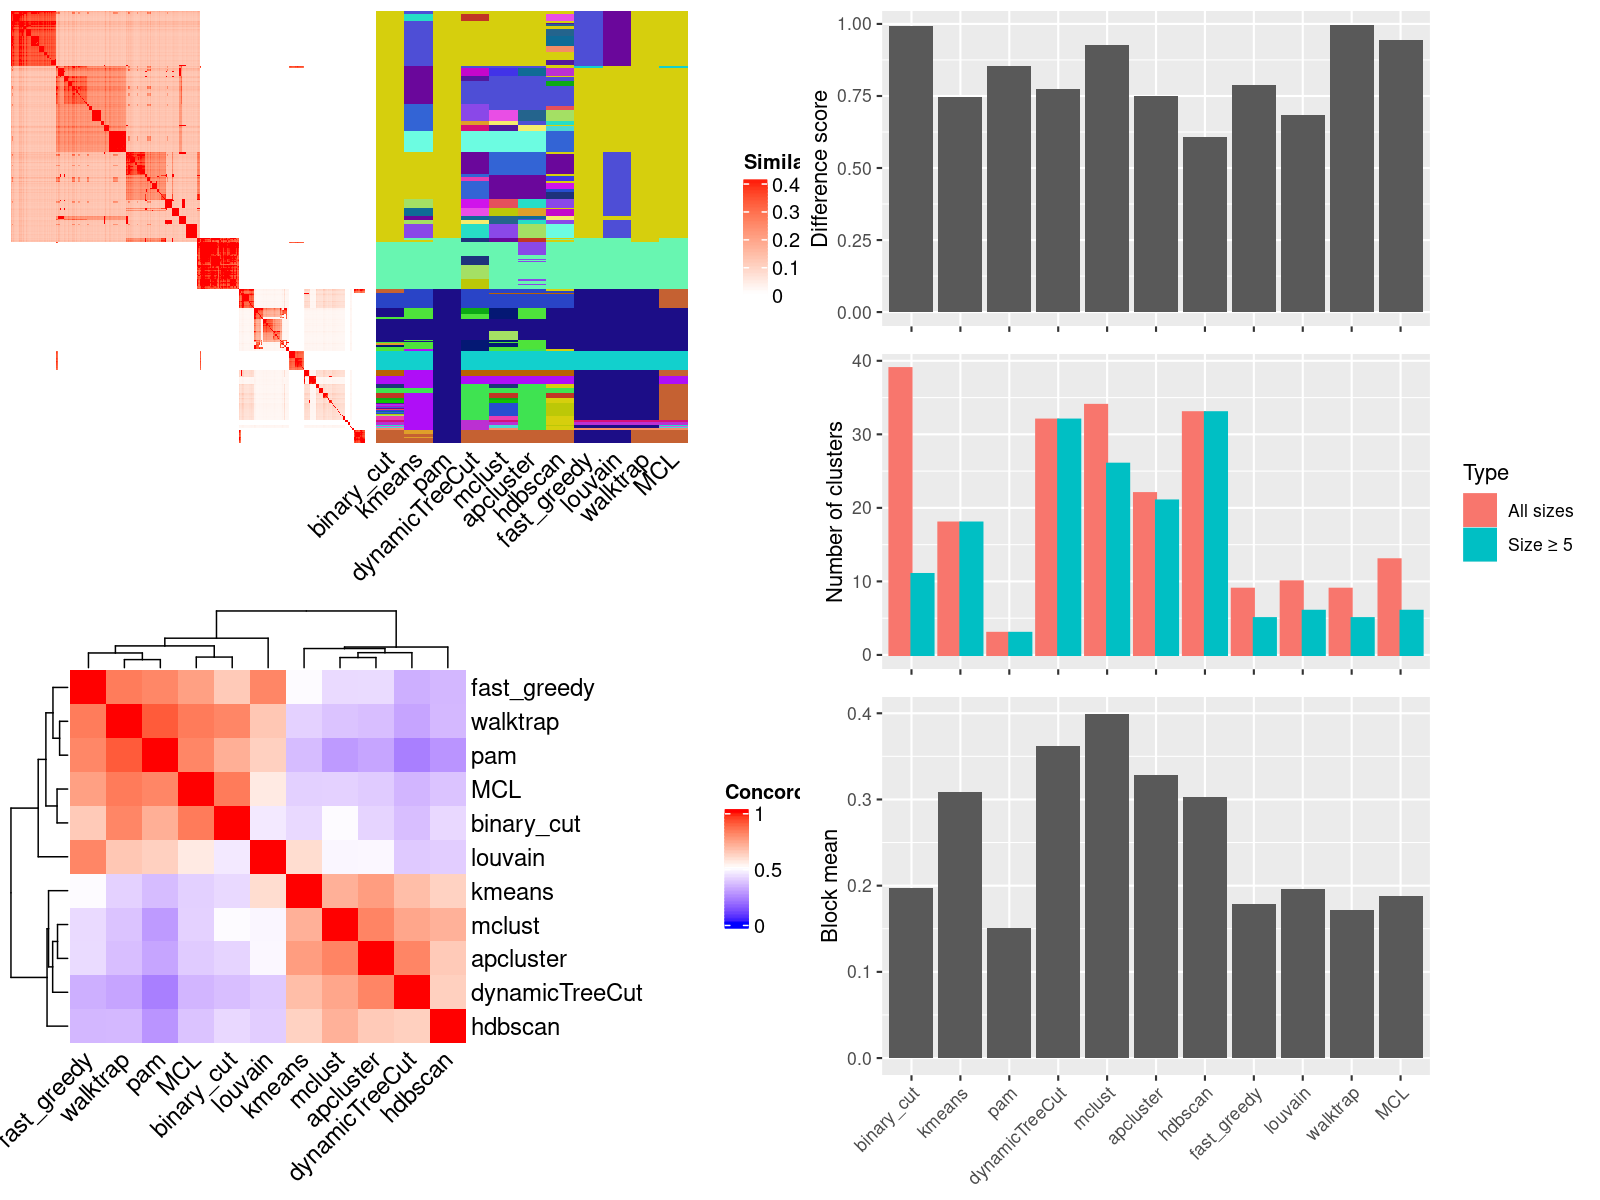 Simila
0.4
0.3
0.2
0.1
0
binary_cut
kmeans
pam
dynamicTreeCut
mclust
apcluster
hdbscan
fast_greedy
louvain
walktrap
MCL
Difference score
1.00
0.75
0.50
0.25
0.00
Number of clusters
40
30
20
10
0
Type
All sizes
Size ≥ 5
fast_greedy
walktrap
pam
MCL
binary_cut
louvain
kmeans
mclust
apcluster
dynamicTreeCut
hdbscan
fast_greedy
walktrap
pam
MCL
binary_cut
louvain
kmeans
mclust
apcluster
dynamicTreeCut
hdbscan
Concord
1
0.5
0
Block mean
0.4
0.3
0.2
0.1
0.0
binary_cut
kmeans
pam
dynamicTreeCut
mclust
apcluster
hdbscan
fast_greedy
louvain
walktrap
MCL